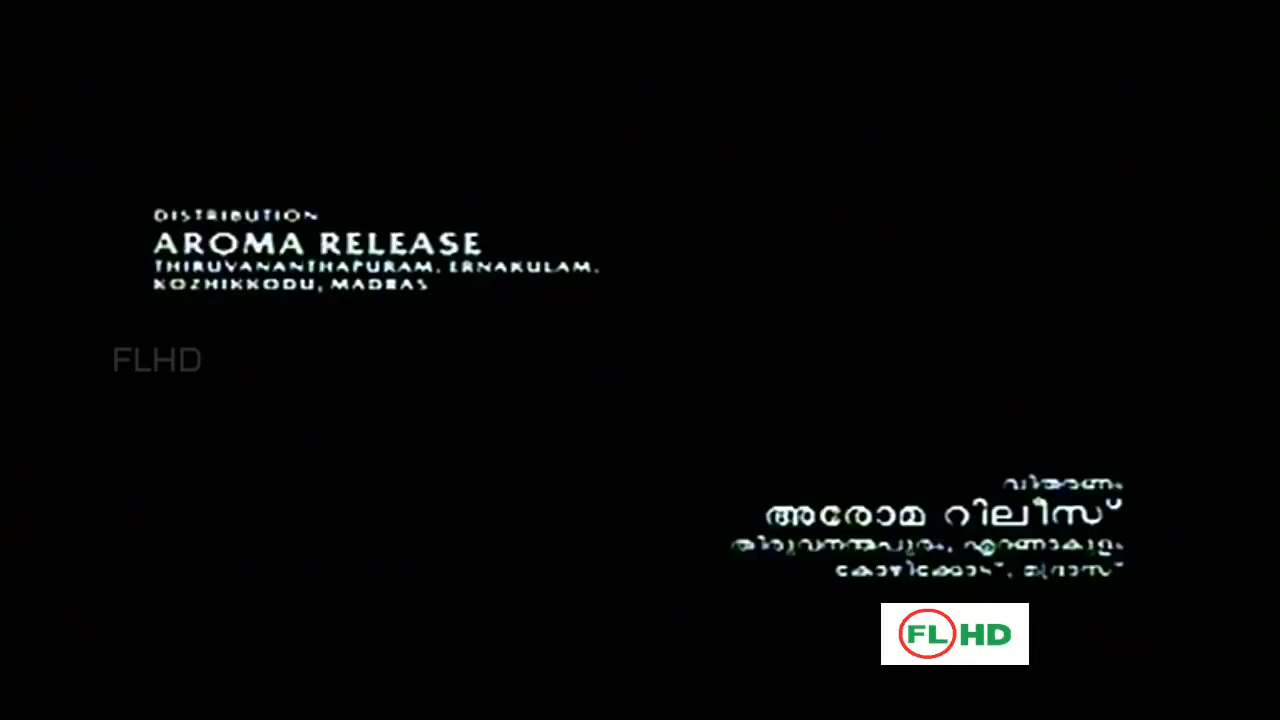 DISTRIBUTION
AROMA RELEASE
THIRUVANANTHAPURAM, ERNAKULAM,
KOZHIKKODU, MADRAS
FLHD
വിതരണം
അരോമ റിലീസ്
തിരുവനന്തപുരം, എറണാകുളം
കോഴിക്കോട്, മദ്രാസ്
FL HD